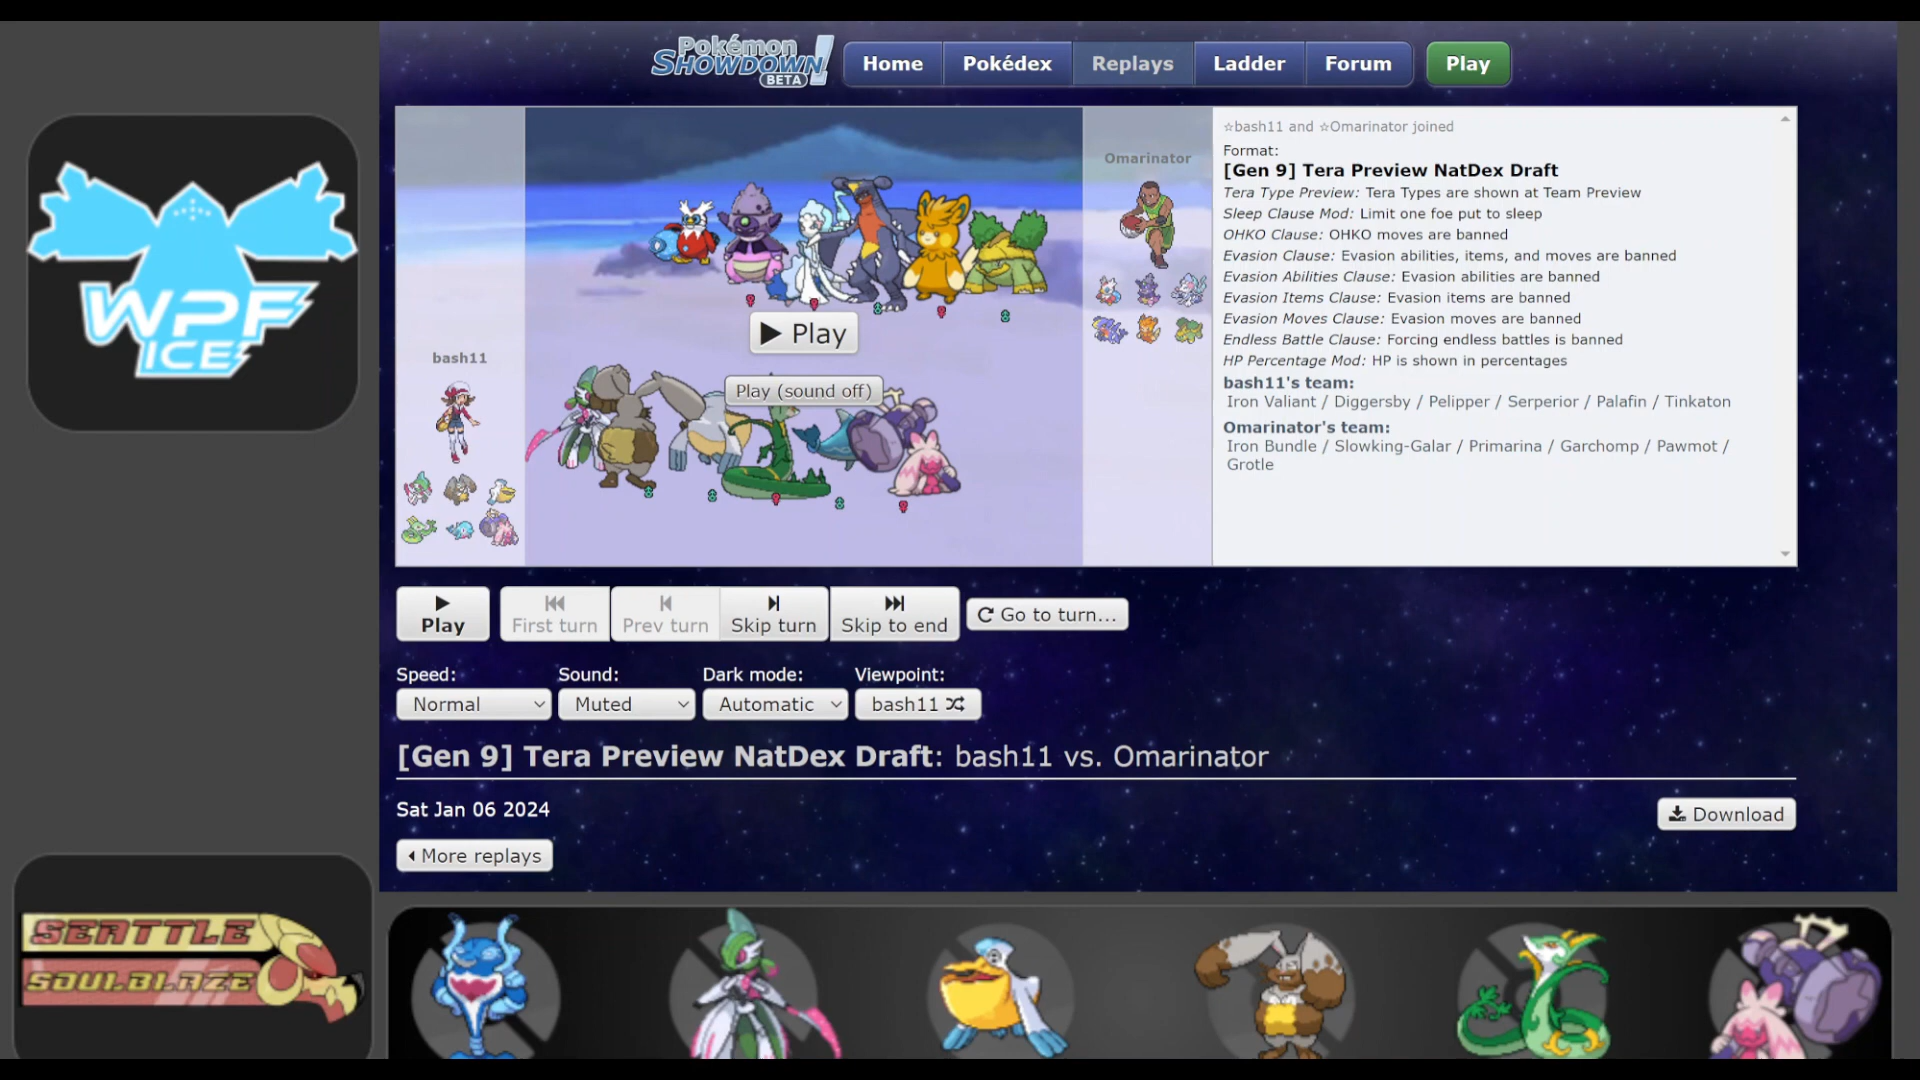 Pokémon
SHOWDOWN!
BETA
Home
Pokédex
Replays
Ladder
Forum
Play
WPF
ICE
bash11
Omarinator
Play
Play (sound off)
☆bash11 and ☆Omarinator joined
Format:
[Gen 9] Tera Preview NatDex Draft
Tera Type Preview: Tera Types are shown at Team Preview
Sleep Clause Mod: Limit one foe put to sleep
OHKO Clause: OHKO moves are banned
Evasion Clause: Evasion abilities, items, and moves are banned
Evasion Abilities Clause: Evasion abilities are banned
Evasion Items Clause: Evasion items are banned
Evasion Moves Clause: Evasion moves are banned
Endless Battle Clause: Forcing endless battles is banned
HP Percentage Mod: HP is shown in percentages
bash11's team:
Iron Valiant / Diggersby / Pelipper / Serperior / Palafin / Tinkaton
Omarinator's team:
Iron Bundle / Slowking-Galar / Primarina / Garchomp / Pawmot /
Grotle
Play
First turn
Prev turn
Skip turn
Skip to end
Go to turn...
Speed:
Sound:
Dark mode:
Viewpoint:
Normal
Muted
Automatic
bash11
[Gen 9] Tera Preview NatDex Draft: bash11 vs. Omarinator
Sat Jan 06 2024
Download
More replays
SEATTLE
SOULBLAZE